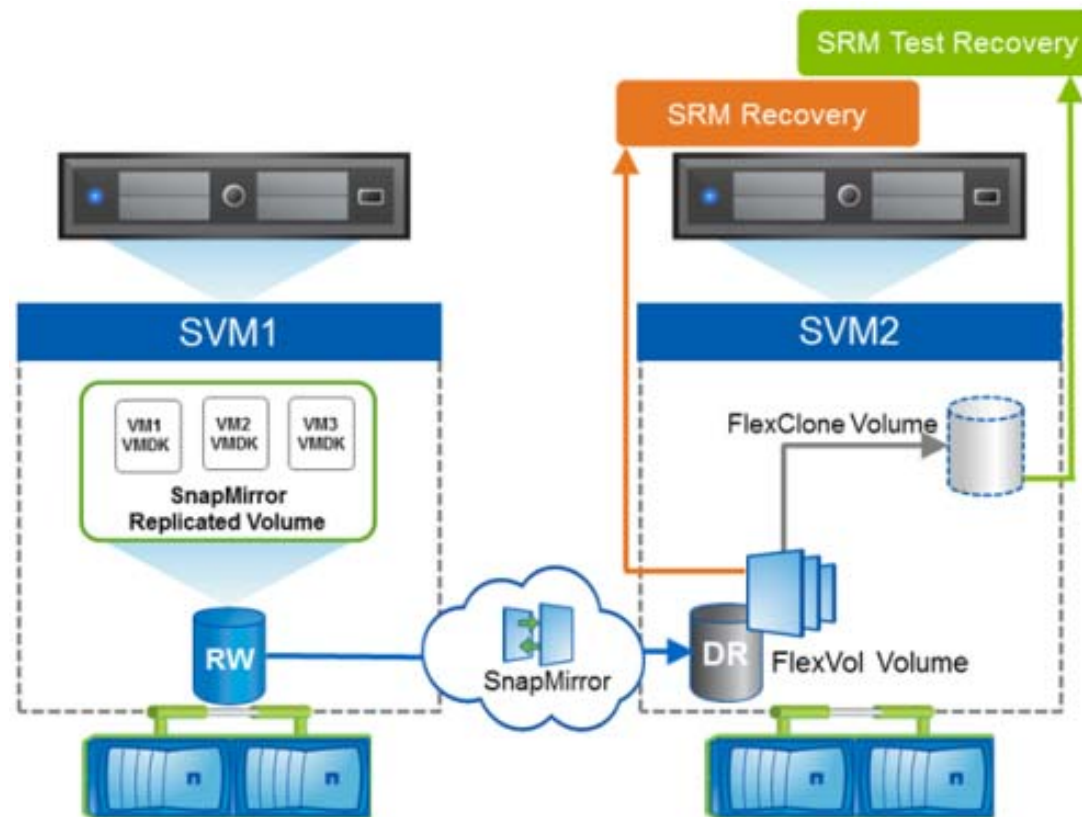 SRM Test Recovery
SRM Recovery
SVM1
SVM2
VM1
VMDK
VM2
VMDK
VM3
VMDK
SnapMirror
Replicated Volume
FlexClone Volume
RW
SnapMirror
DR
FlexVol Volume
n
n
n
n